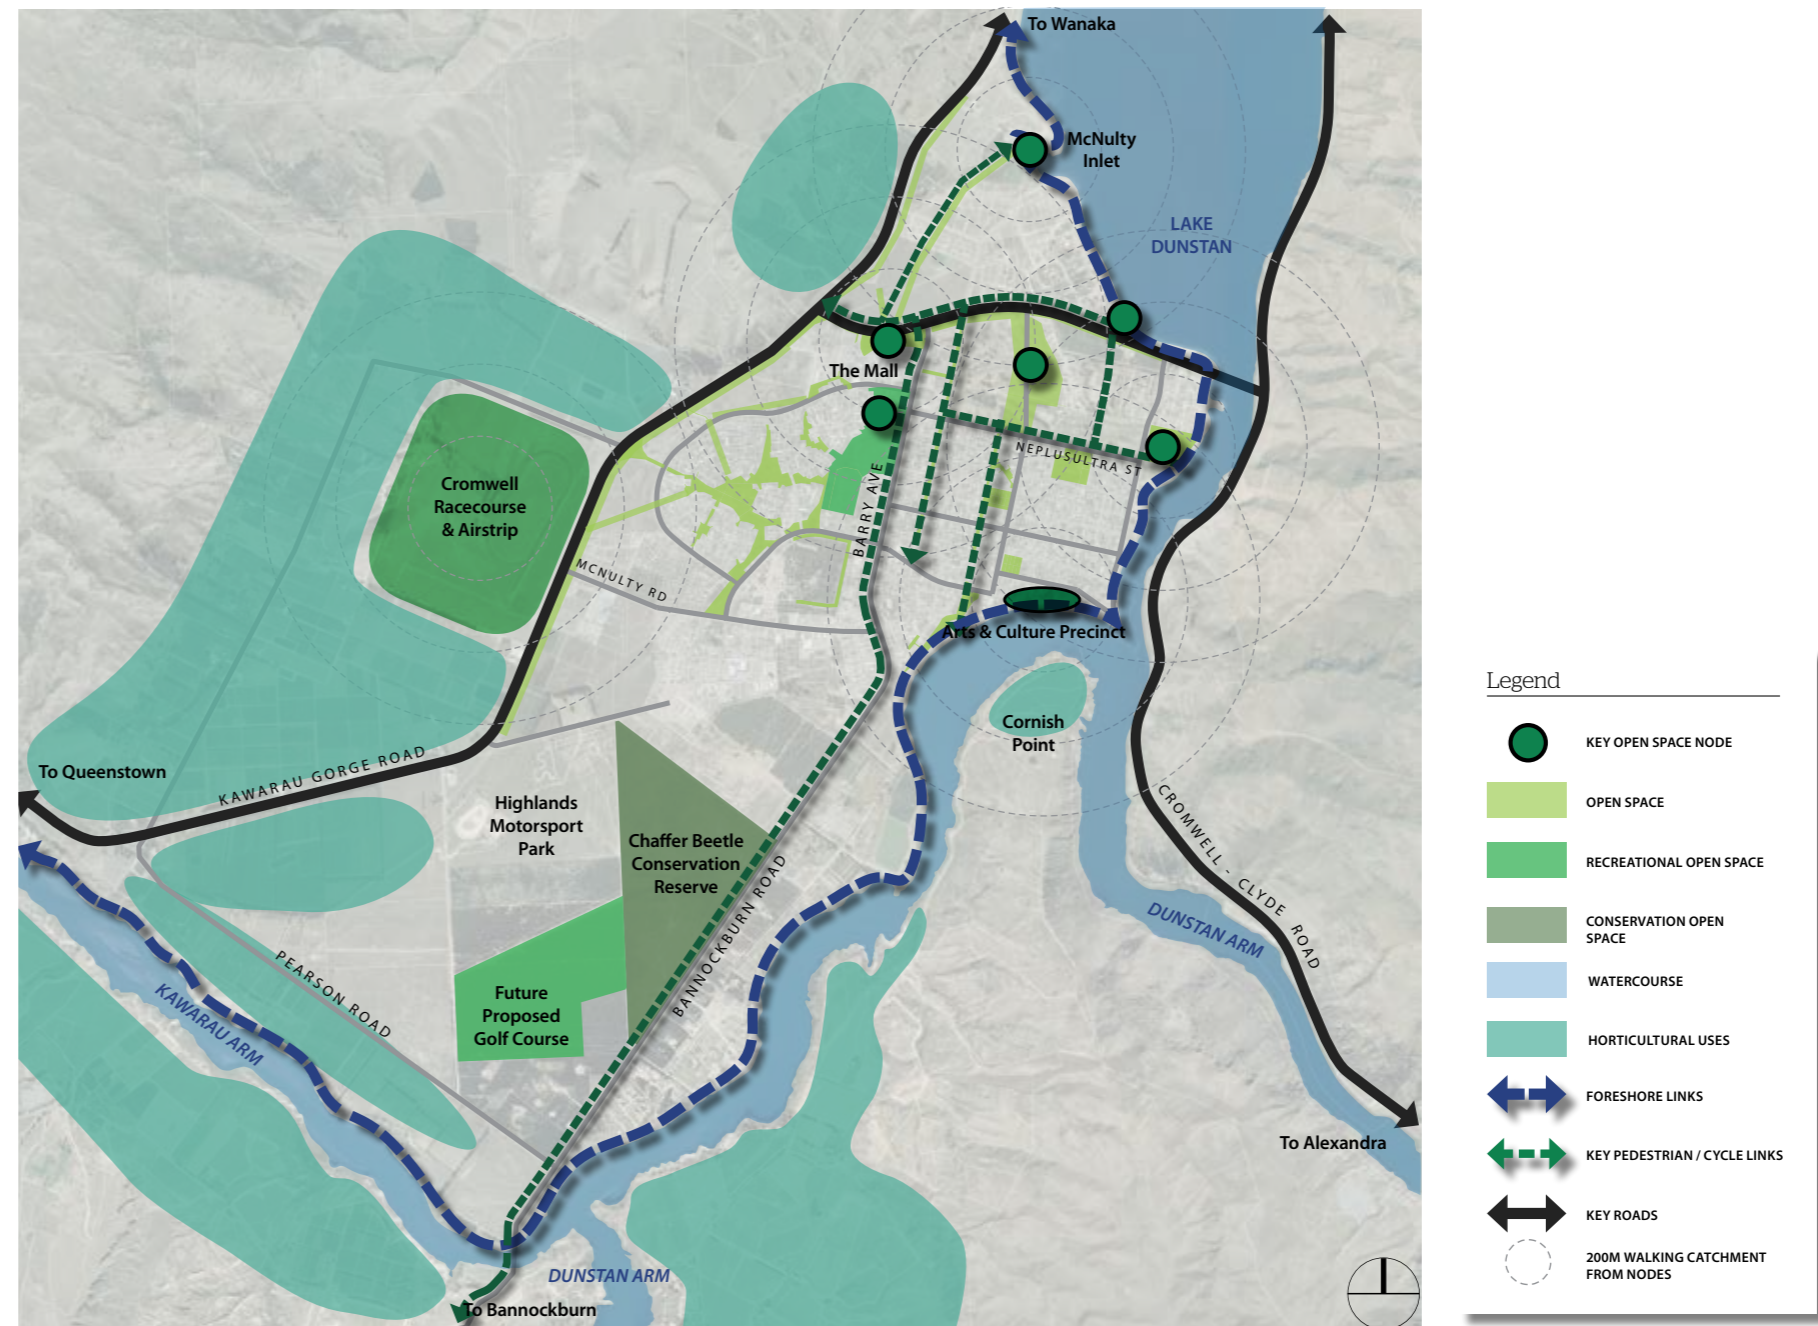 To Wanaka
McNulty
Inlet
LAKE
DUNSTAN
The Mall
NEPLUSULTRA ST
BARRY AVE
Cromwell
Racecourse
& Airstrip
MCNULTY RD
Arts & Culture Precinct
Cornish
Point
To Queenstown
KAWARAU GORGE ROAD
Highlands
Motorsport
Park
Chaffer Beetle
Conservation
Reserve
BANNOCKBURN ROAD
CROMWELL - CLYDE ROAD
DUNSTAN ARM
PEARSON ROAD
KAWARAU ARM
Future
Proposed
Golf Course
To Alexandra
DUNSTAN ARM
To Bannockburn
Legend
KEY OPEN SPACE NODE
OPEN SPACE
RECREATIONAL OPEN SPACE
CONSERVATION OPEN
SPACE
WATERCOURSE
HORTICULTURAL USES
FORESHORE LINKS
KEY PEDESTRIAN / CYCLE LINKS
KEY ROADS
200M WALKING CATCHMENT
FROM NODES